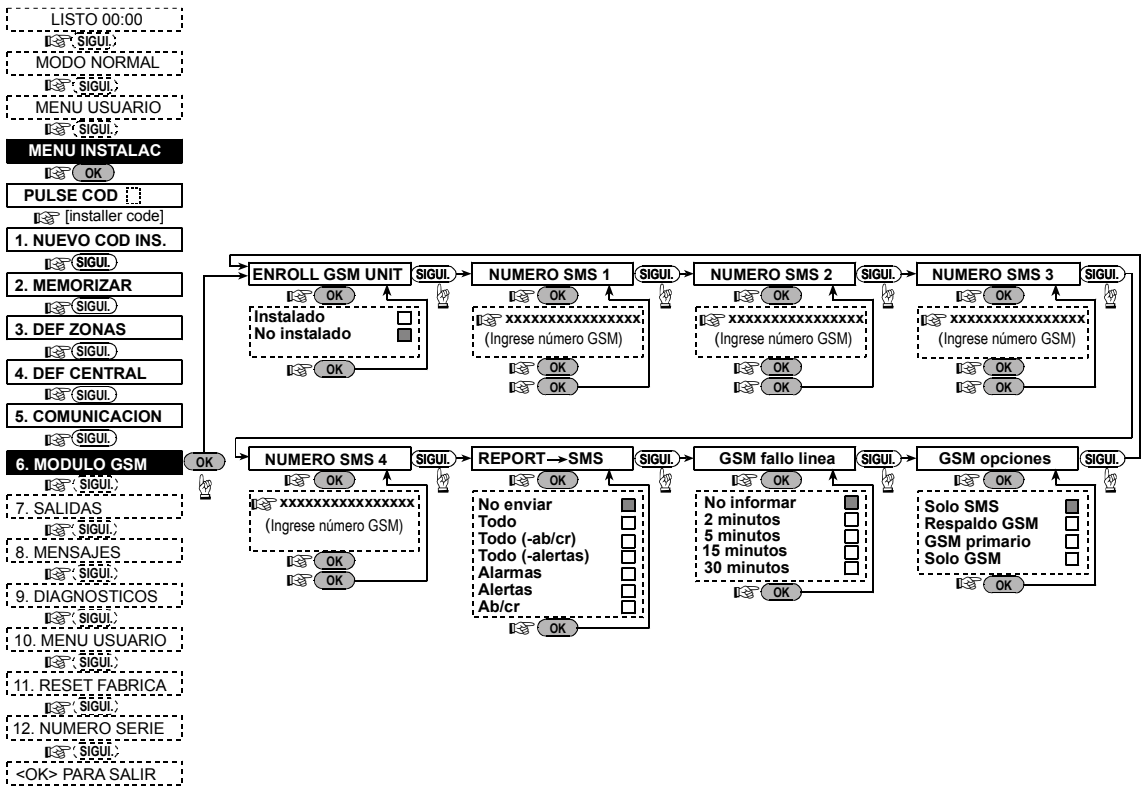 LISTO 00:00
SIGUI.
MODO NORMAL
SIGUI.
MENU USUARIO
SIGUI.
MENU INSTALAC
OK
PULSE COD
[installer code]
1. NUEVO COD INS.
SIGUI.
2. MEMORIZAR
SIGUI.
3. DEF ZONAS
SIGUI.
4. DEF CENTRAL
SIGUI.
5. COMUNICACION
SIGUI.
6. MODULO GSM
OK
SIGUI.
7. SALIDAS
SIGUI.
8. MENSAJES
SIGUI.
9. DIAGNOSTICOS
SIGUI.
10. MENU USUARIO
SIGUI.
11. RESET FABRICA
SIGUI.
12. NUMERO SERIE
SIGUI.
<OK> PARA SALIR
ENROLL GSM UNIT
SIGUI.
OK
Instalado
No instalado
OK
NUMERO SMS 1
SIGUI.
OK
xxxxxxxxxxxxxxxx
(Ingrese número GSM)
OK
OK
NUMERO SMS 2
SIGUI.
OK
xxxxxxxxxxxxxxxx
(Ingrese número GSM)
OK
OK
NUMERO SMS 3
SIGUI.
OK
xxxxxxxxxxxxxxxx
(Ingrese número GSM)
OK
OK
NUMERO SMS 4
SIGUI.
OK
xxxxxxxxxxxxxxxx
(Ingrese número GSM)
OK
OK
REPORT→SMS
SIGUI.
OK
No enviar
Todo
Todo (-ab/cr)
Todo (-alertas)
Alarmas
Alertas
Ab/cr
OK
GSM fallo linea
SIGUI.
OK
No informar
2 minutos
5 minutos
15 minutos
30 minutos
OK
GSM opciones
SIGUI.
OK
Solo SMS
Respaldo GSM
GSM primario
Solo GSM
OK